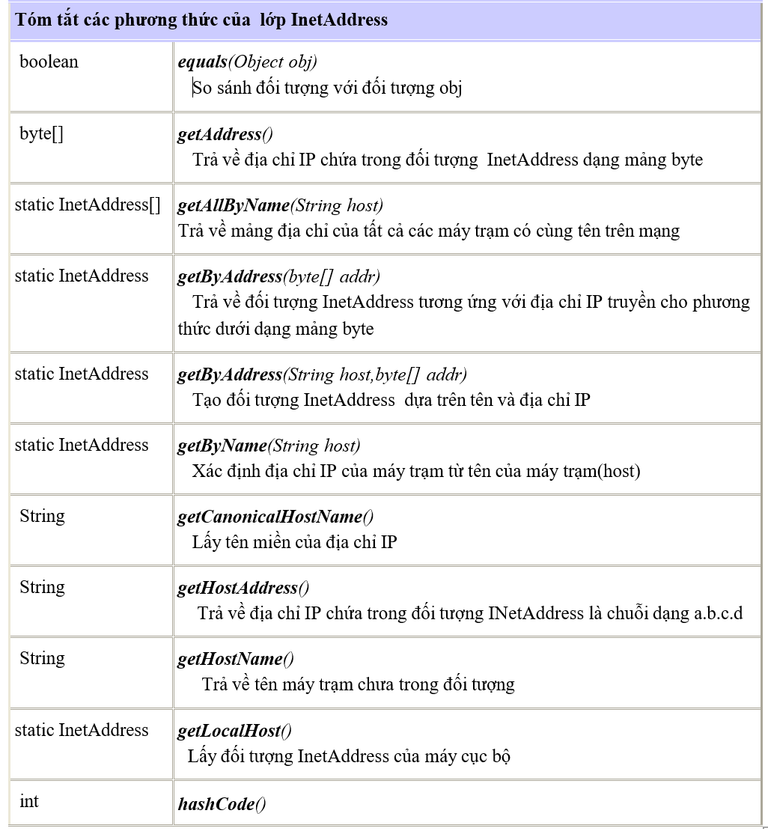 Tóm tắt các phương thức của lớp InetAddress
boolean
equals(Object obj)
So sánh đối tượng với đối tượng obj
byte[]
getAddress()
Trả về địa chỉ IP chứa trong đối tượng InetAddress dạng mảng byte
static InetAddress[]
getAllByName(String host)
Trả về mảng địa chỉ của tất cả các máy trạm có cùng tên trên mạng
static InetAddress
getByAddress(byte[] addr)
Trả về đối tượng InetAddress tương ứng với địa chỉ IP truyền cho phương
thức dưới dạng mảng byte
static InetAddress
getByAddress(String host,byte[] addr)
Tạo đối tượng InetAddress dựa trên tên và địa chỉ IP
static InetAddress
getByName(String host)
Xác định địa chỉ IP của máy trạm từ tên của máy trạm(host)
String
getCanonicalHostName()
Lấy tên miền của địa chỉ IP
String
getHostAddress()
Trả về địa chỉ IP chứa trong đối tượng INetAddress là chuỗi dạng a.b.c.d
String
getHostName()
Trả về tên máy trạm chưa trong đối tượng
static InetAddress
getLocalHost()
Lấy đối tượng InetAddress của máy cục bộ
int
hashCode()